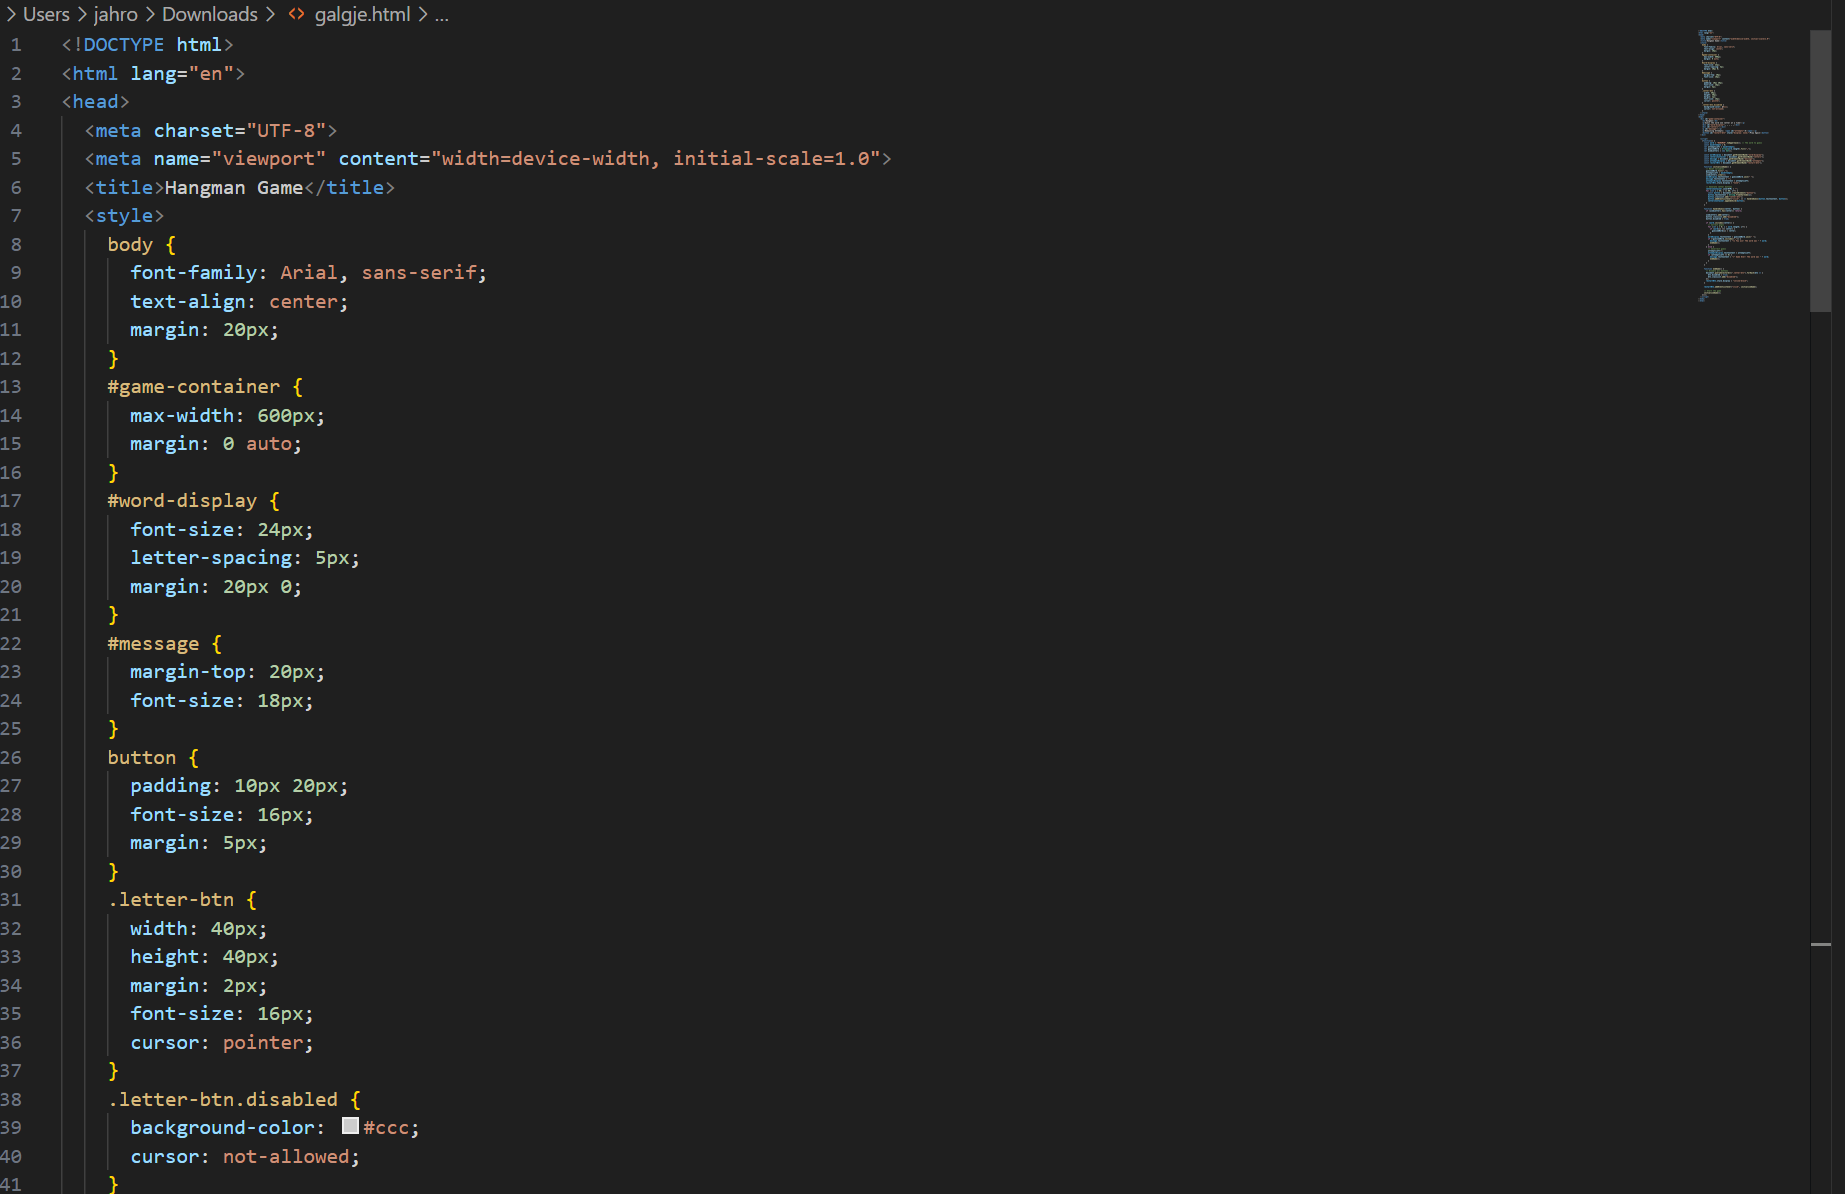 > Users > jahro > Downloads > <> galgje.html > ...
1 <!DOCTYPE html>
2 <html lang="en">
3 <head>
4 <meta charset="UTF-8">
5 <meta name="viewport" content="width=device-width, initial-scale=1.0">
6 <title>Hangman Game</title>
7 <style>
8 body {
9 font-family: Arial, sans-serif;
10 text-align: center;
11 margin: 20px;
12 }
13 #game-container {
14 max-width: 600px;
15 margin: 0 auto;
16 }
17 #word-display {
18 font-size: 24px;
19 letter-spacing: 5px;
20 margin: 20px 0;
21 }
22 #message {
23 margin-top: 20px;
24 font-size: 18px;
25 }
26 button {
27 padding: 10px 20px;
28 font-size: 16px;
29 margin: 5px;
30 }
31 .letter-btn {
32 width: 40px;
33 height: 40px;
34 margin: 2px;
35 font-size: 16px;
36 cursor: pointer;
37 }
38 .letter-btn.disabled {
39 background-color: #ccc;
40 cursor: not-allowed;
41 }